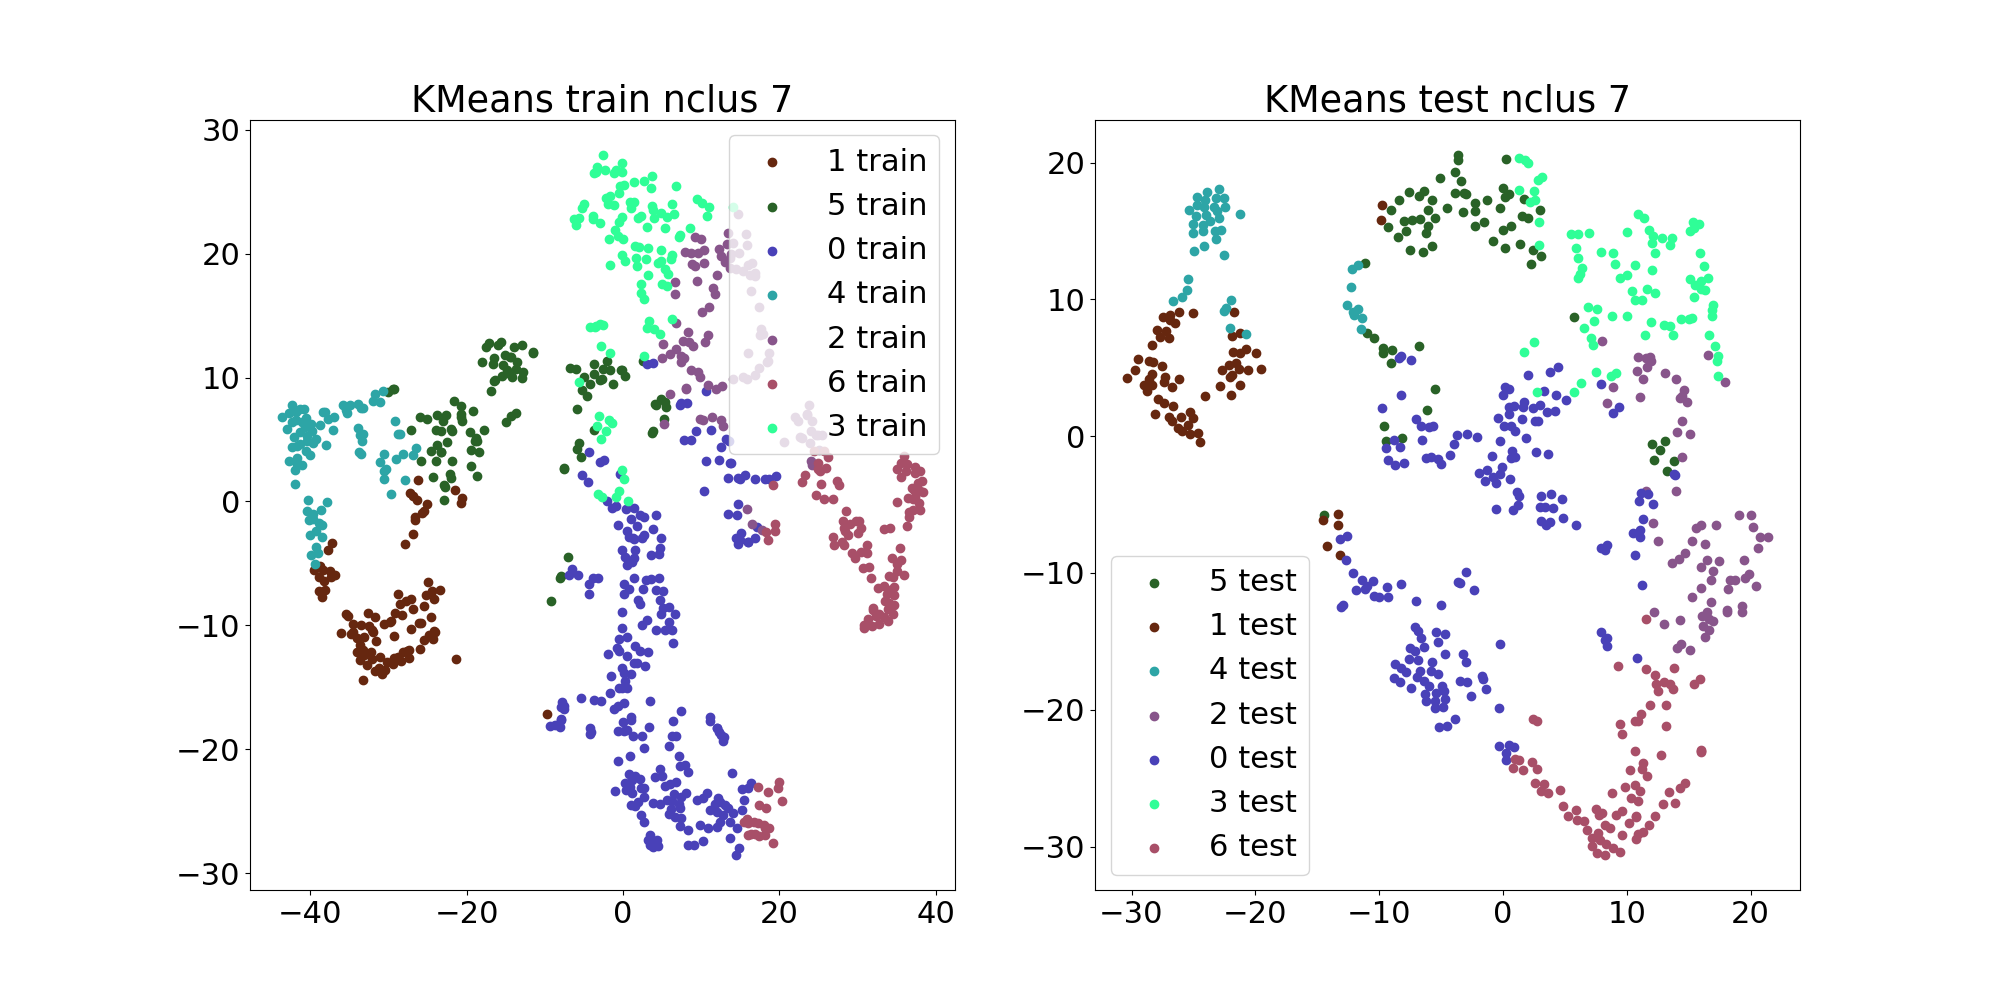 KMeans train nclus 7
30
20
10
0
−10
−20
−30
−40
−20
0
20
40
1 train
5 train
0 train
4 train
2 train
6 train
3 train
KMeans test nclus 7
20
10
0
−10
−20
−30
−30
−20
−10
0
10
20
5 test
1 test
4 test
2 test
0 test
3 test
6 test